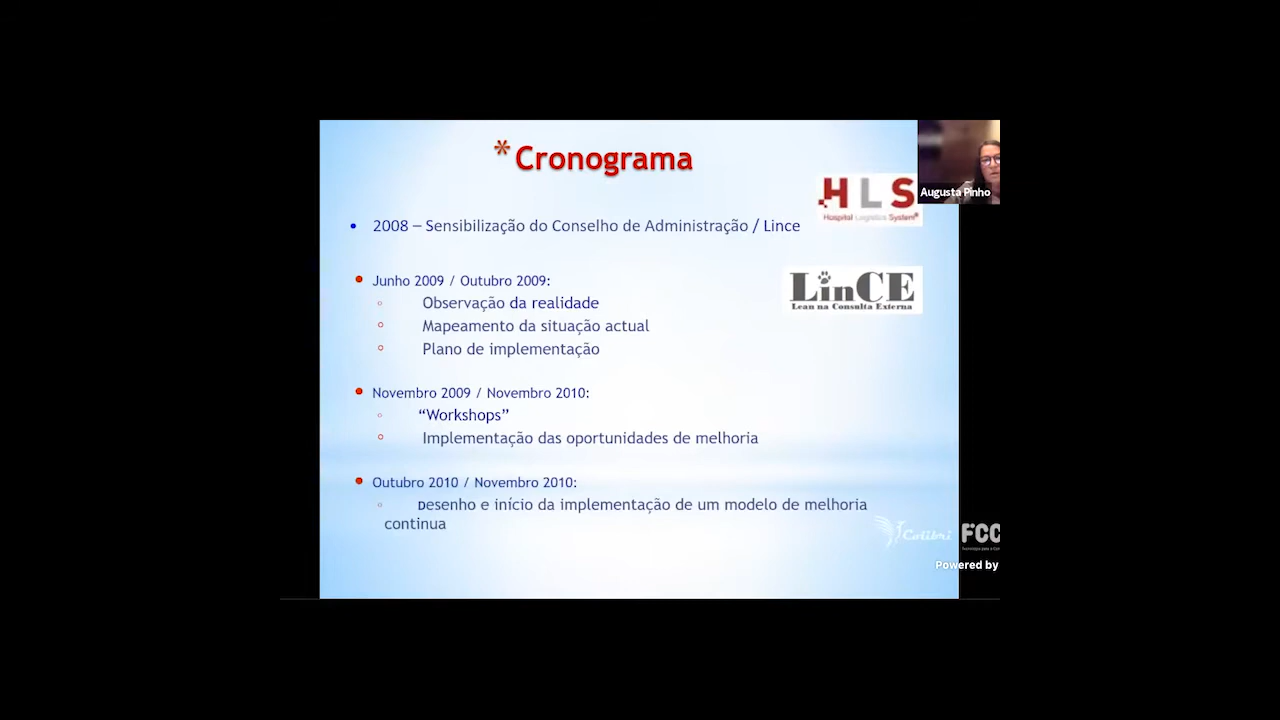 * Cronograma
Augusta Pinho
HLS
Hospital Logistics System®
• 2008 – Sensibilização do Conselho de Administração / Lince
LinCE
Lean na Consulta Externa
Junho 2009 / Outubro 2009:
Observação da realidade
Mapeamento da situação actual
Plano de implementação
Novembro 2009 / Novembro 2010:
“Workshops”
Implementação das oportunidades de melhoria
Outubro 2010 / Novembro 2010:
Desenho e início da implementação de um modelo de melhoria
continua
Colibri FCC
Powered by